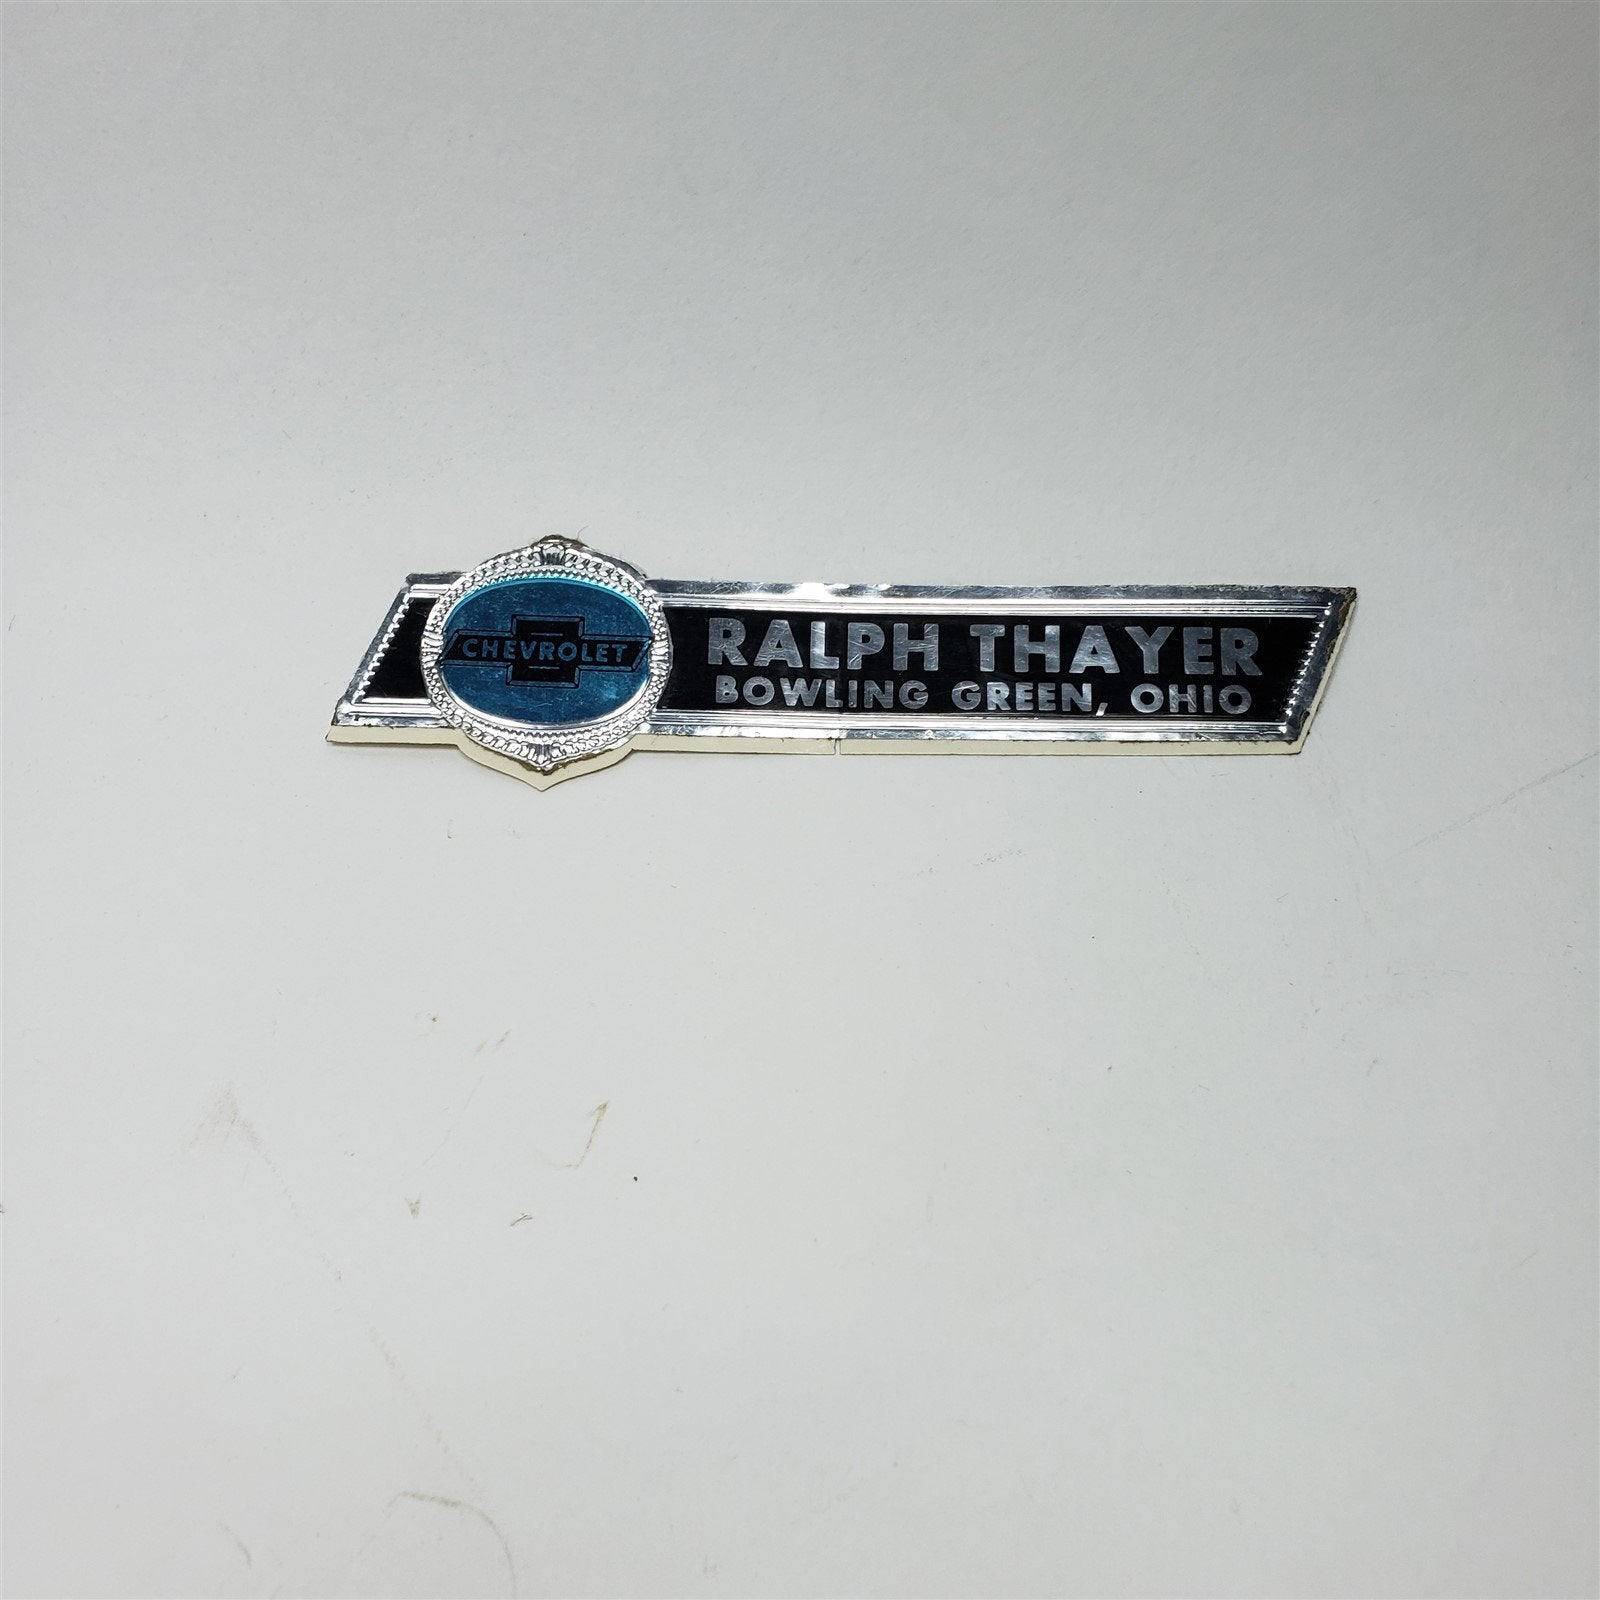 CHEVROLET
RALPH THAYER
BOWLING GREEN, OHIO